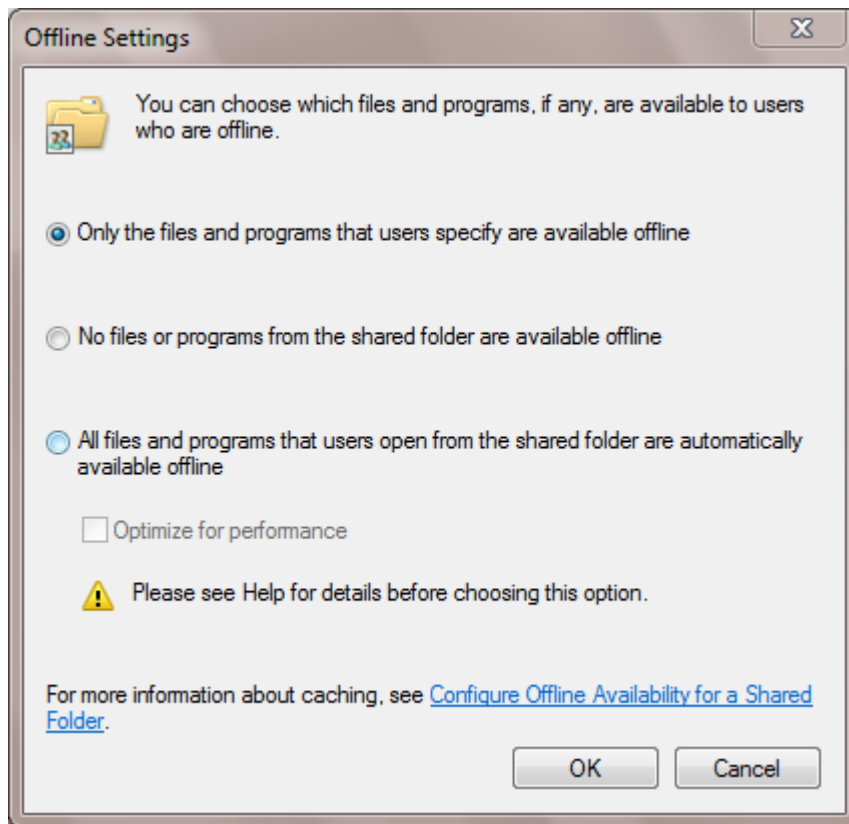 Offline Settings
You can choose which files and programs, if any, are available to users
who are offline.
Only the files and programs that users specify are available offline
No files or programs from the shared folder are available offline
All files and programs that users open from the shared folder are automatically
available offline
Optimize for performance
Please see Help for details before choosing this option.
For more information about caching, see Configure Offline Availability for a Shared
Folder.
OK
Cancel